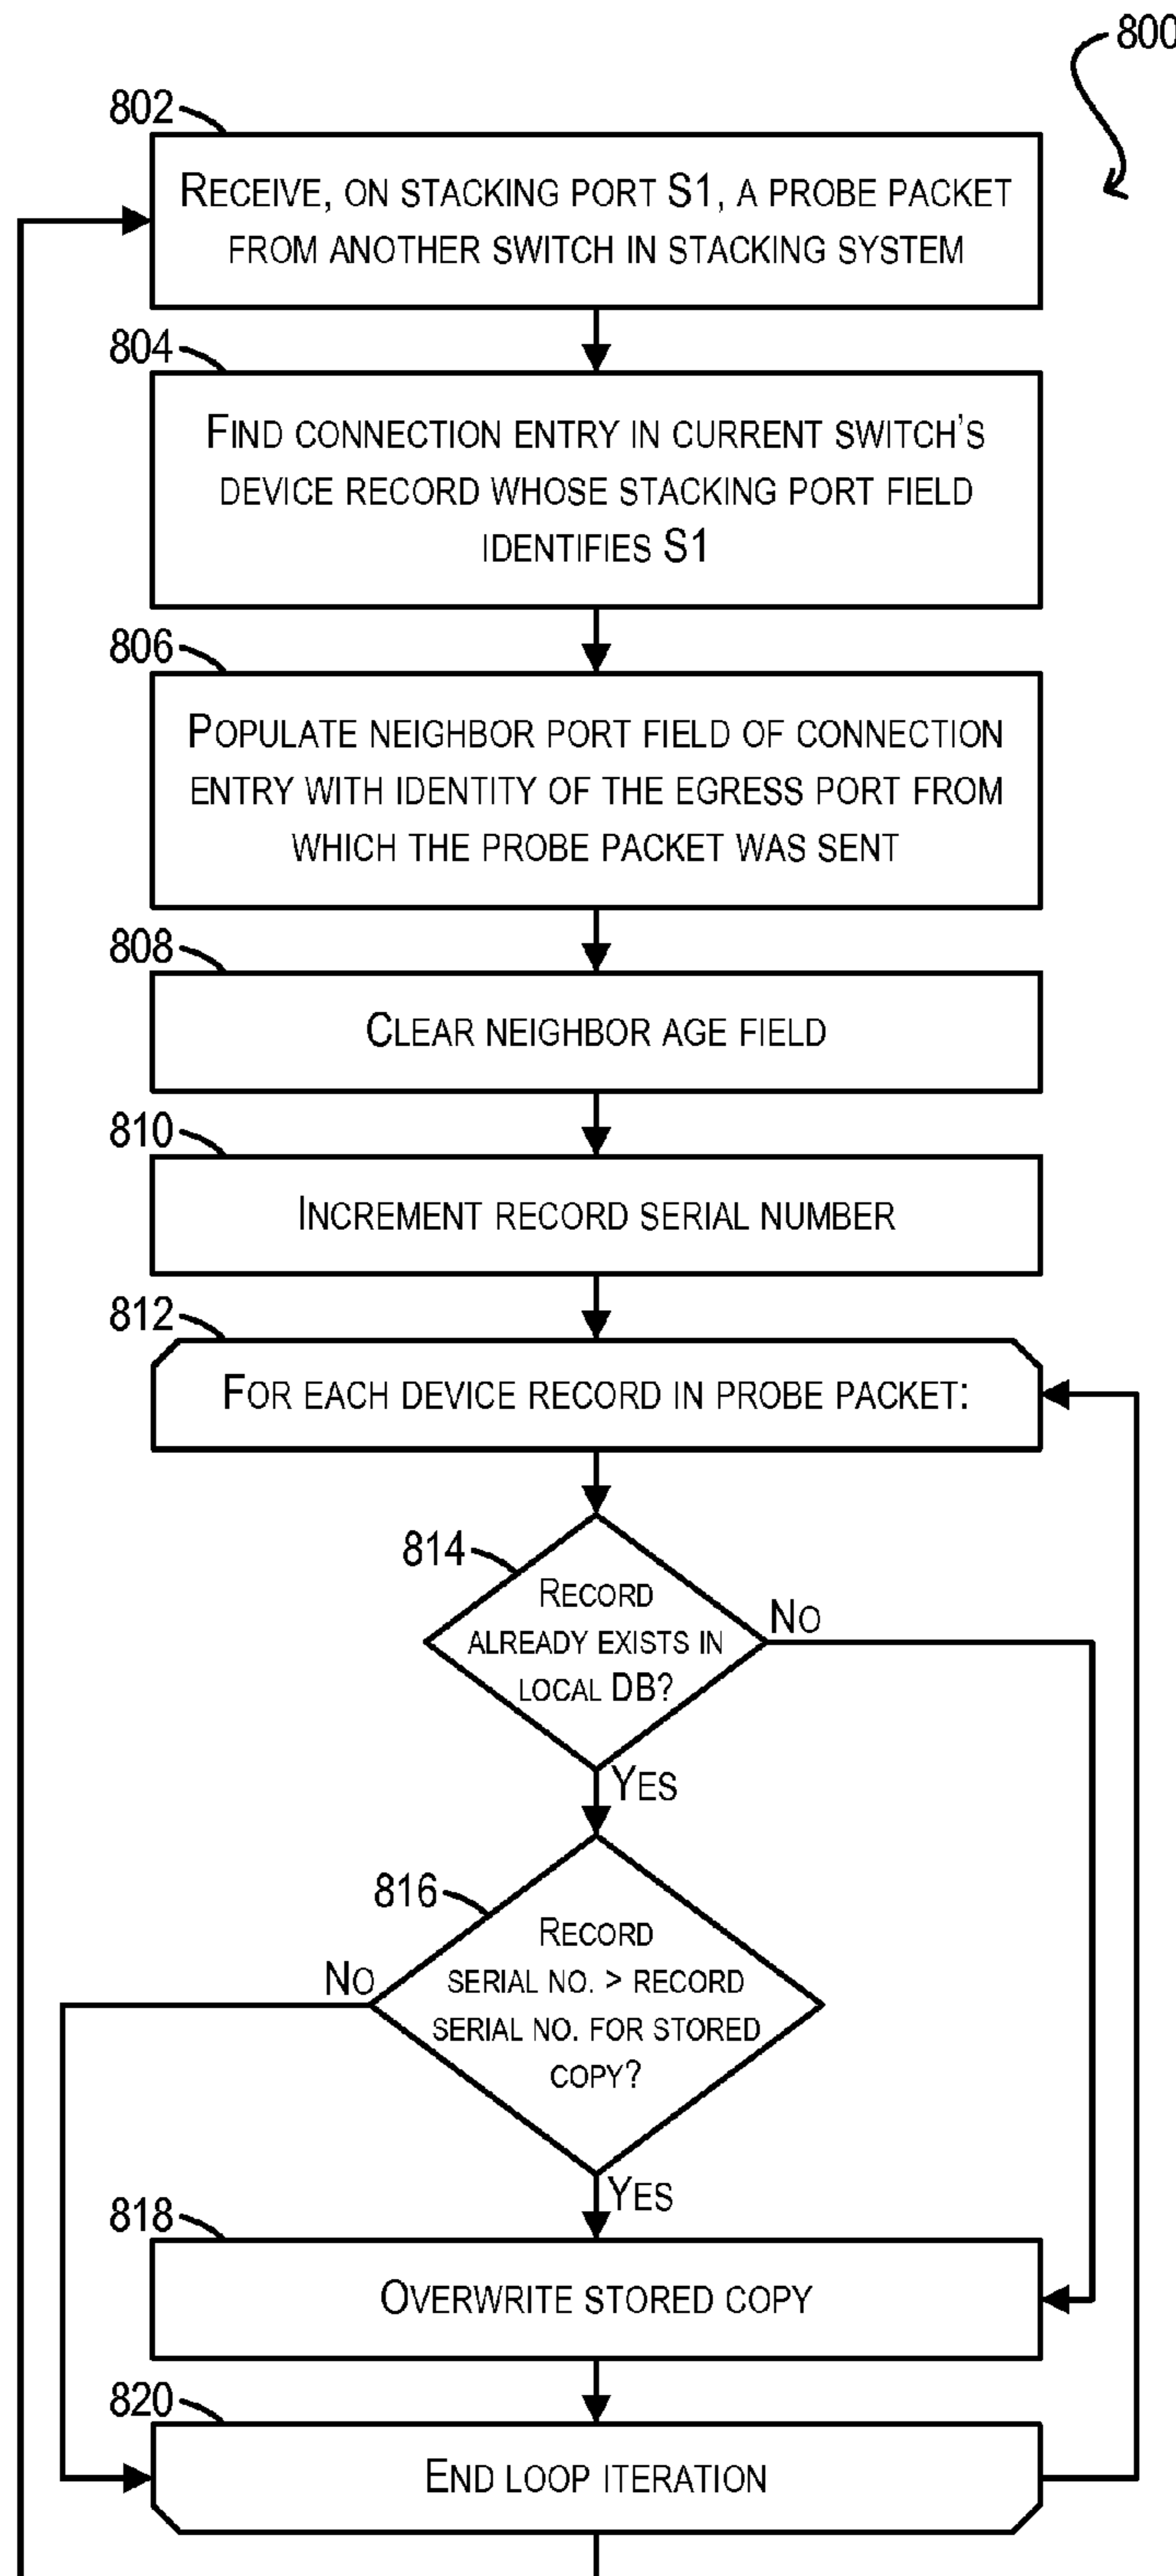 800
802
Receive, on stacking port S1, a probe packet
from another switch in stacking system
804
Find connection entry in current switch's
device record whose stacking port field
identifies S1
806
Populate neighbor port field of connection
entry with identity of the egress port from
which the probe packet was sent
808
Clear neighbor age field
810
Increment record serial number
812
For each device record in probe packet:
814
Record
already exists in
local DB?
No
Yes
816
Record
serial no. > record
serial no. for stored
copy?
No
Yes
818
Overwrite stored copy
820
End loop iteration